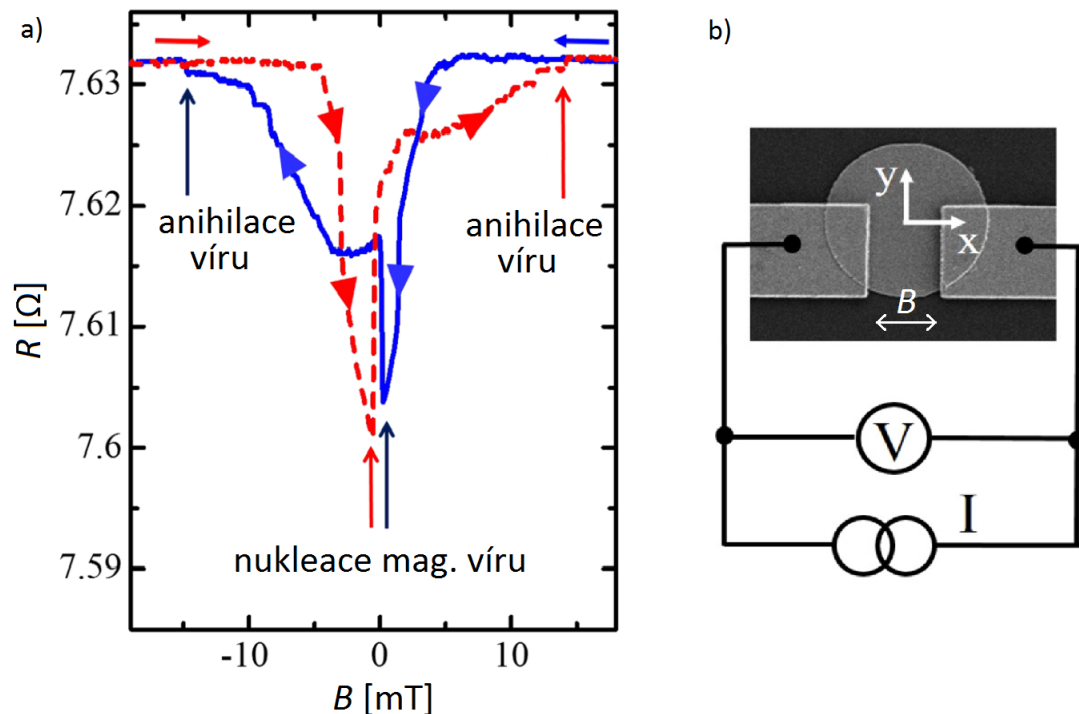 a)
7.63
7.62
7.61
7.6
7.59
R [Ω]
anihilace
víru
anihilace
víru
nukleace mag. víru
-10
0
10
B [mT]
b)
y
x
B
V
I